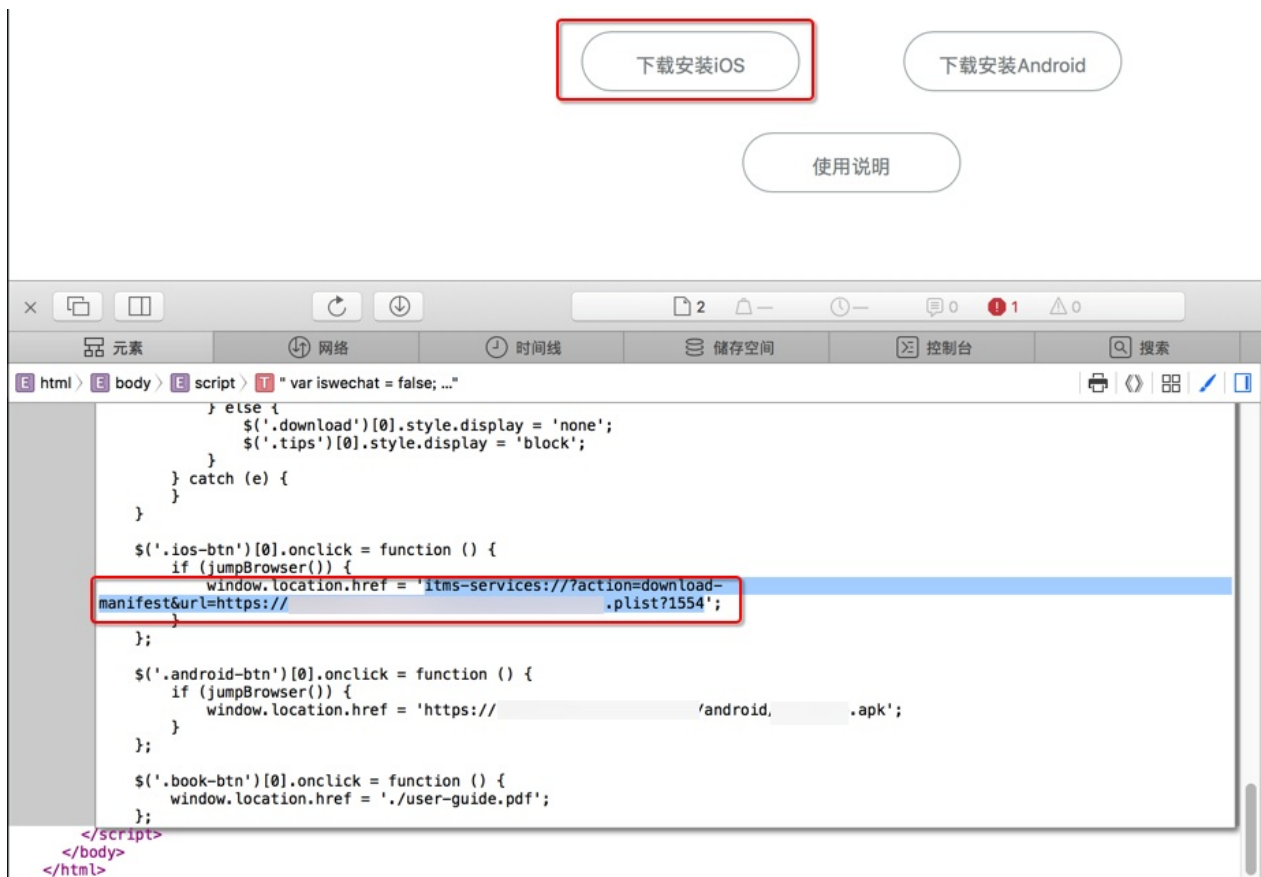 下载安装iOS 下载安装Android
使用说明
2 — — 0 1 0
元素 网络 时间线 储存空间 控制台 搜索
E html E body E script T " var iswechat = false; ..."
} else {
$('.download')[0].style.display = 'none';
$('.tips')[0].style.display = 'block';
}
} catch (e) {
}
}
$('.ios-btn')[0].onclick = function () {
if (jumpBrowser()) {
window.location.href = 'itms-services://?action=download-
manifest&url=https:// .plist?1554';
}
};
$('.android-btn')[0].onclick = function () {
if (jumpBrowser()) {
window.location.href = 'https:// /android/ .apk';
}
};
$('.book-btn')[0].onclick = function () {
window.location.href = './user-guide.pdf';
};
</script>
</body>
</html>